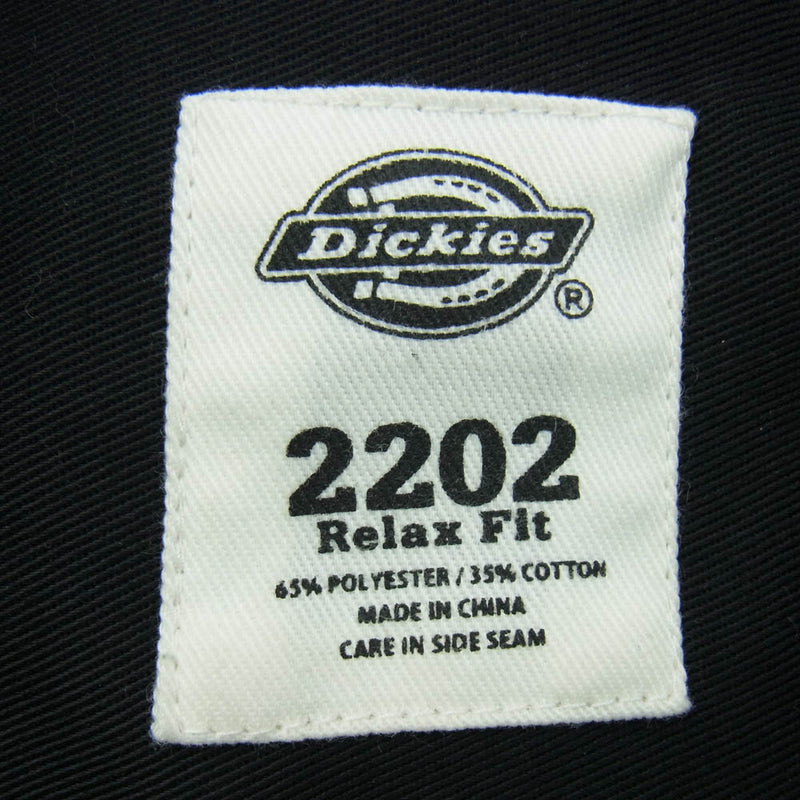 Dickies
®
2202
Relax Fit
65% POLYESTER / 35% COTTON
MADE IN CHINA
CARE IN SIDE SEAM